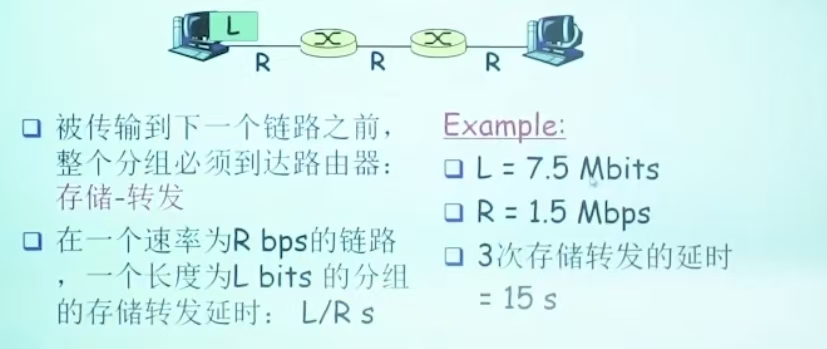 L
R R R
被传输到下一个链路之前，
整个分组必须到达路由器：
存储-转发
在一个速率为R bps的链路
，一个长度为L bits 的分组
的存储转发延时： L/R s
Example:
L = 7.5 Mbits
R = 1.5 Mbps
3次存储转发的延时
= 15 s